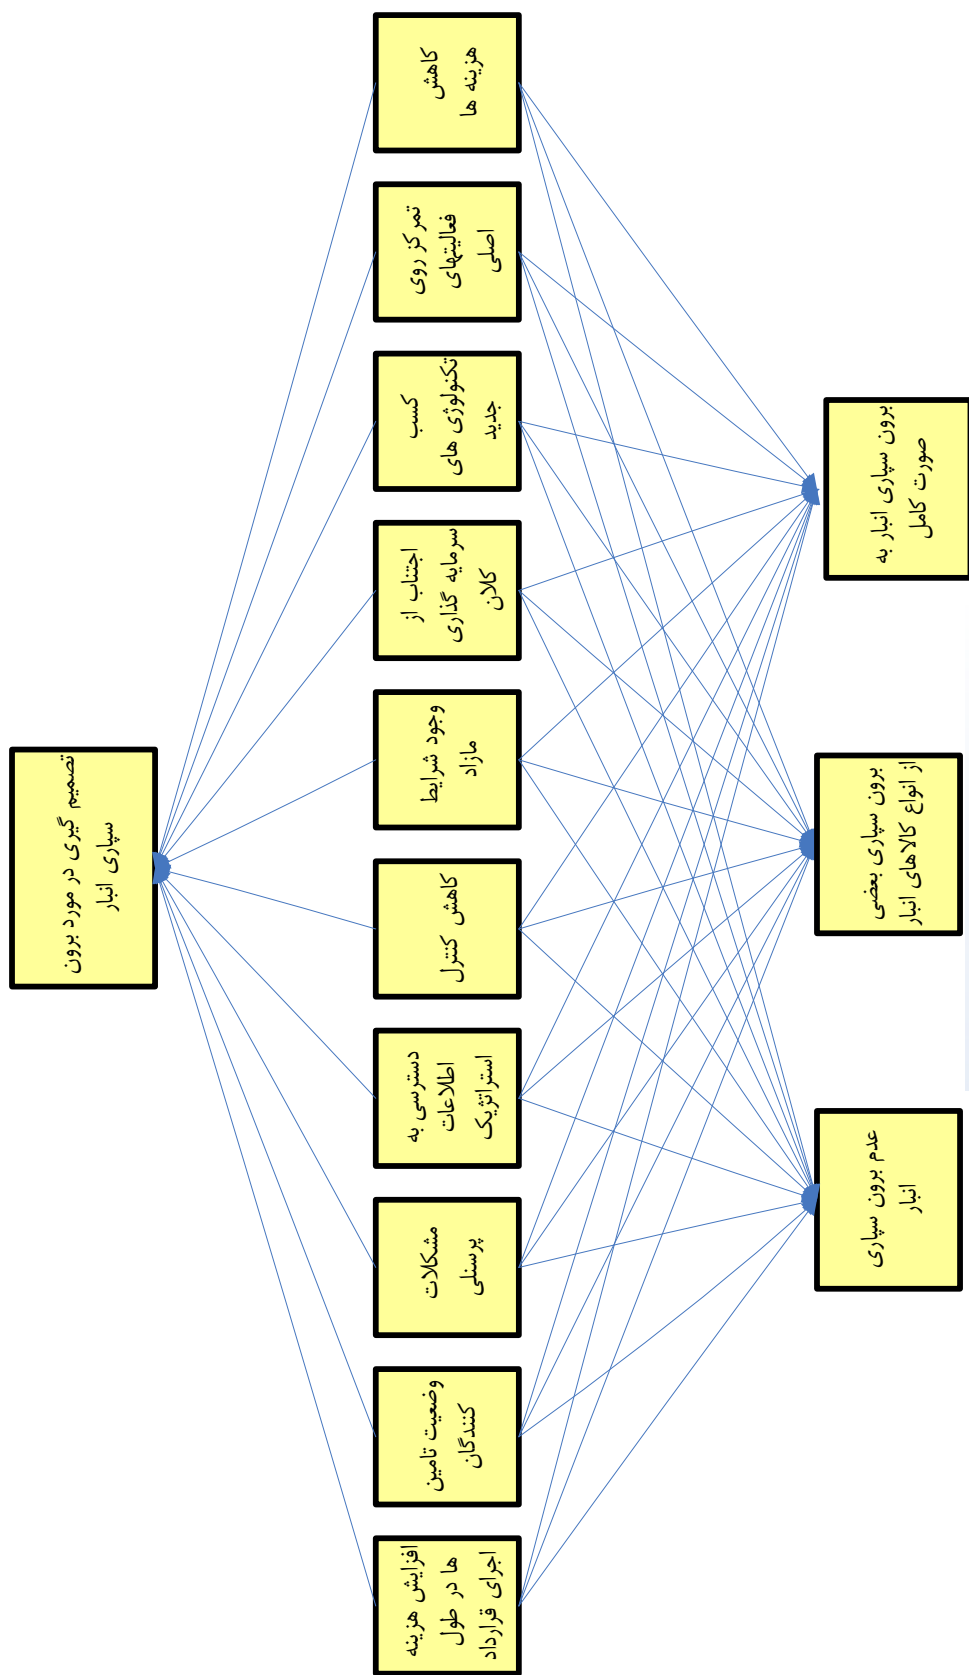 تصمیم گیری در مورد برون
سپاری انبار
کاهش
هزینه ها
تمرکز روی
فعالیتهای
اصلی
کسب
تکنولوژی های
جدید
اجتناب از
سرمایه گذاری
کلان
وجود شرایط
مازاد
کاهش کنترل
دسترسی به
اطلاعات
استراتژیک
مشکلات
پرسنلی
وضعیت تامین
کنندگان
افزایش هزینه
ها در طول
اجرای قرارداد
برون سپاری انبار به
صورت کامل
برون سپاری بعضی
از انواع کالاهای انبار
عدم برون سپاری
انبار